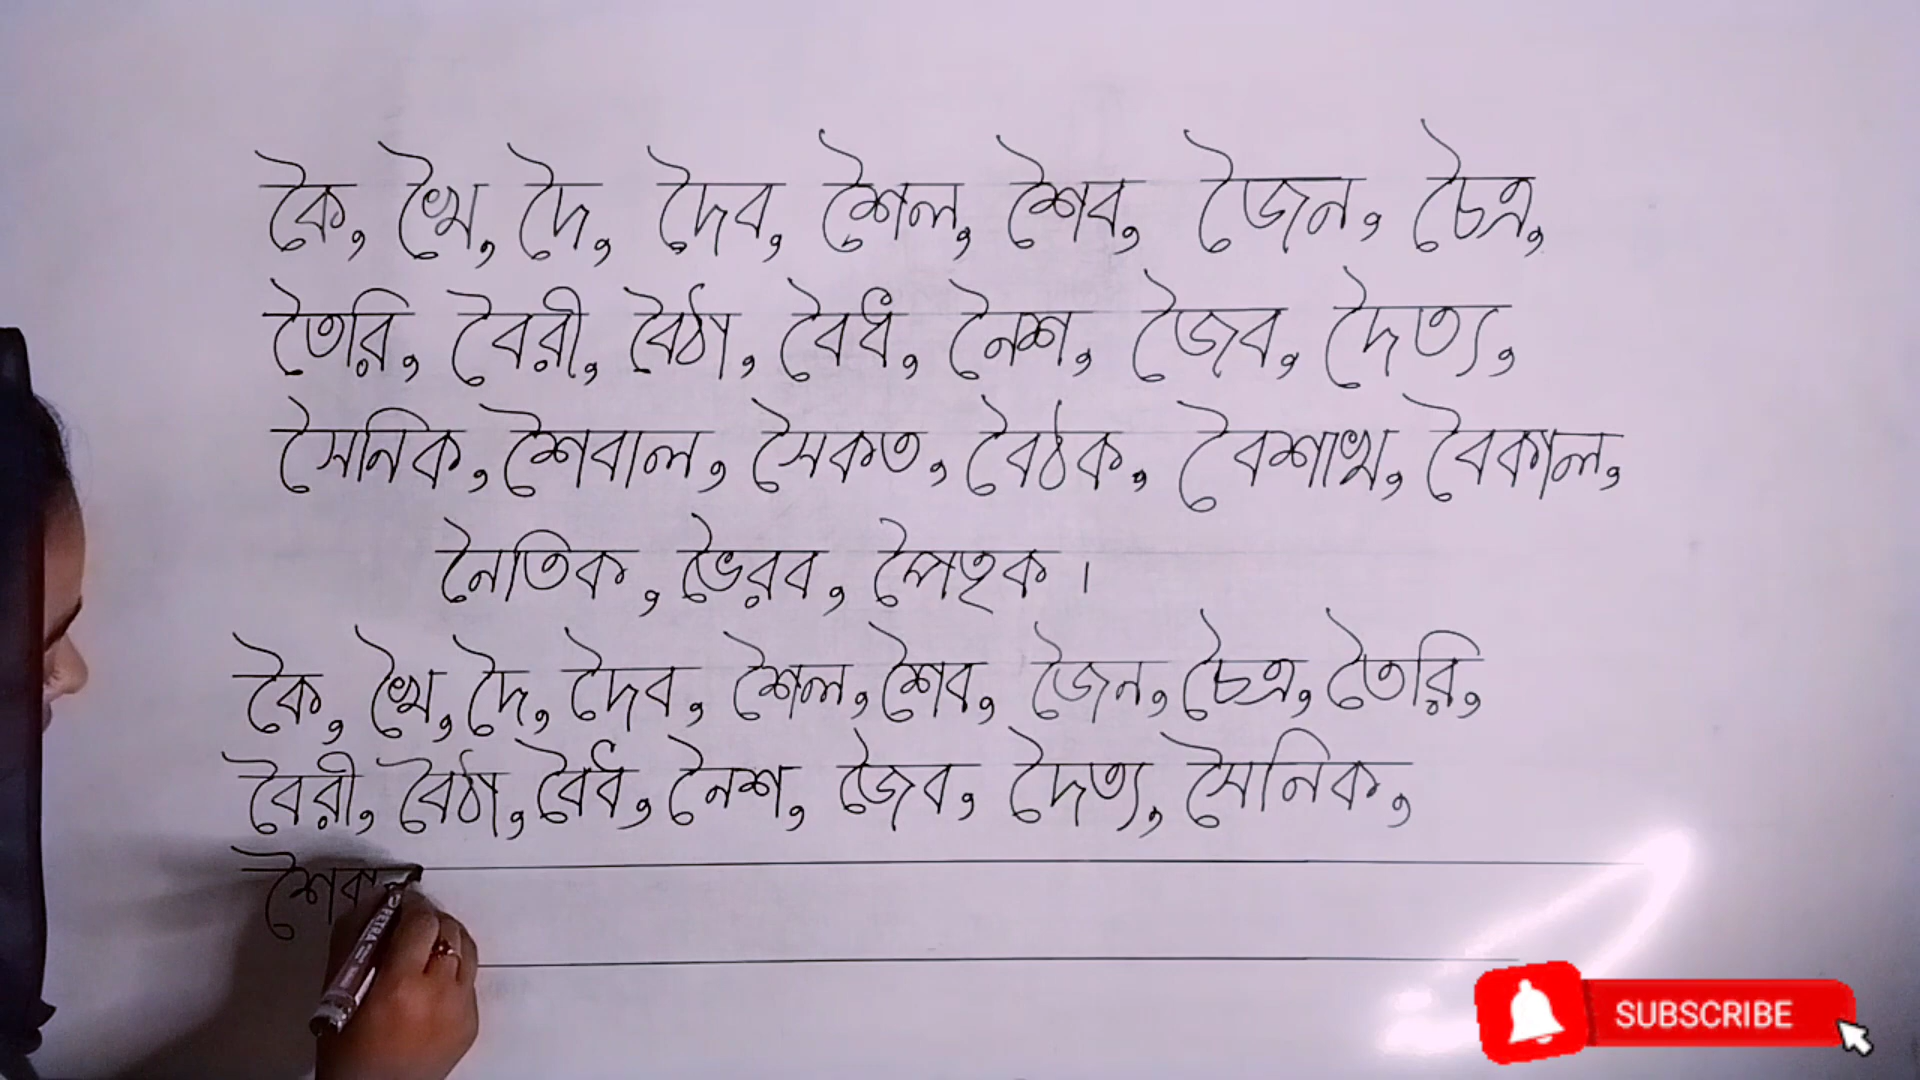 কৈ, খৈ, দৈ, দৈব, শৈল, শৈব, জৈন, চৈত্র,
তৈরি, বৈরী, বৈঠা, বৈধ, নৈশ, জৈব, দৈত্য,
সৈনিক, শৈবাল, সৈকত, বৈঠক, বৈশাখ, বৈকাল,
নৈতিক, ভৈরব, পৈতৃক ।
কৈ, খৈ, দৈ, দৈব, শৈল, শৈব, জৈন, চৈত্র, তৈরি,
বৈরী, বৈঠা, বৈধ, নৈশ, জৈব, দৈত্য, সৈনিক,
শৈব
SUBSCRIBE